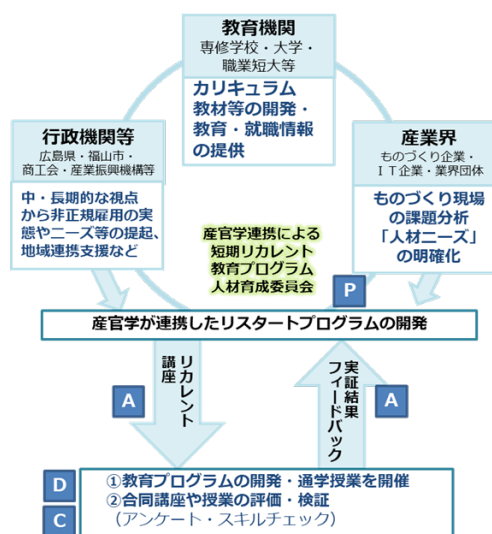 教育機関
専修学校・大学・
職業短大等
カリキュラム
教材等の開発・
教育・就職情報
の提供
行政機関等
広島県・福山市・
商工会・産業振興機構等
中・長期的な視点
から非正規雇用の実
態やニーズ等の提起、
地域連携支援など
産業界
ものづくり企業・
ＩＴ企業・業界団体
ものづくり現場
の課題分析
「人材ニーズ」
の明確化
産官学連携による
短期リカレント
教育プログラム
人材育成委員会
P
産官学が連携したリスタートプログラムの開発
A
リカレント
講座
実証結果
フィードバック
A
D
①教育プログラムの開発・通学授業を開催
②合同講座や授業の評価・検証
C
（アンケート・スキルチェック）